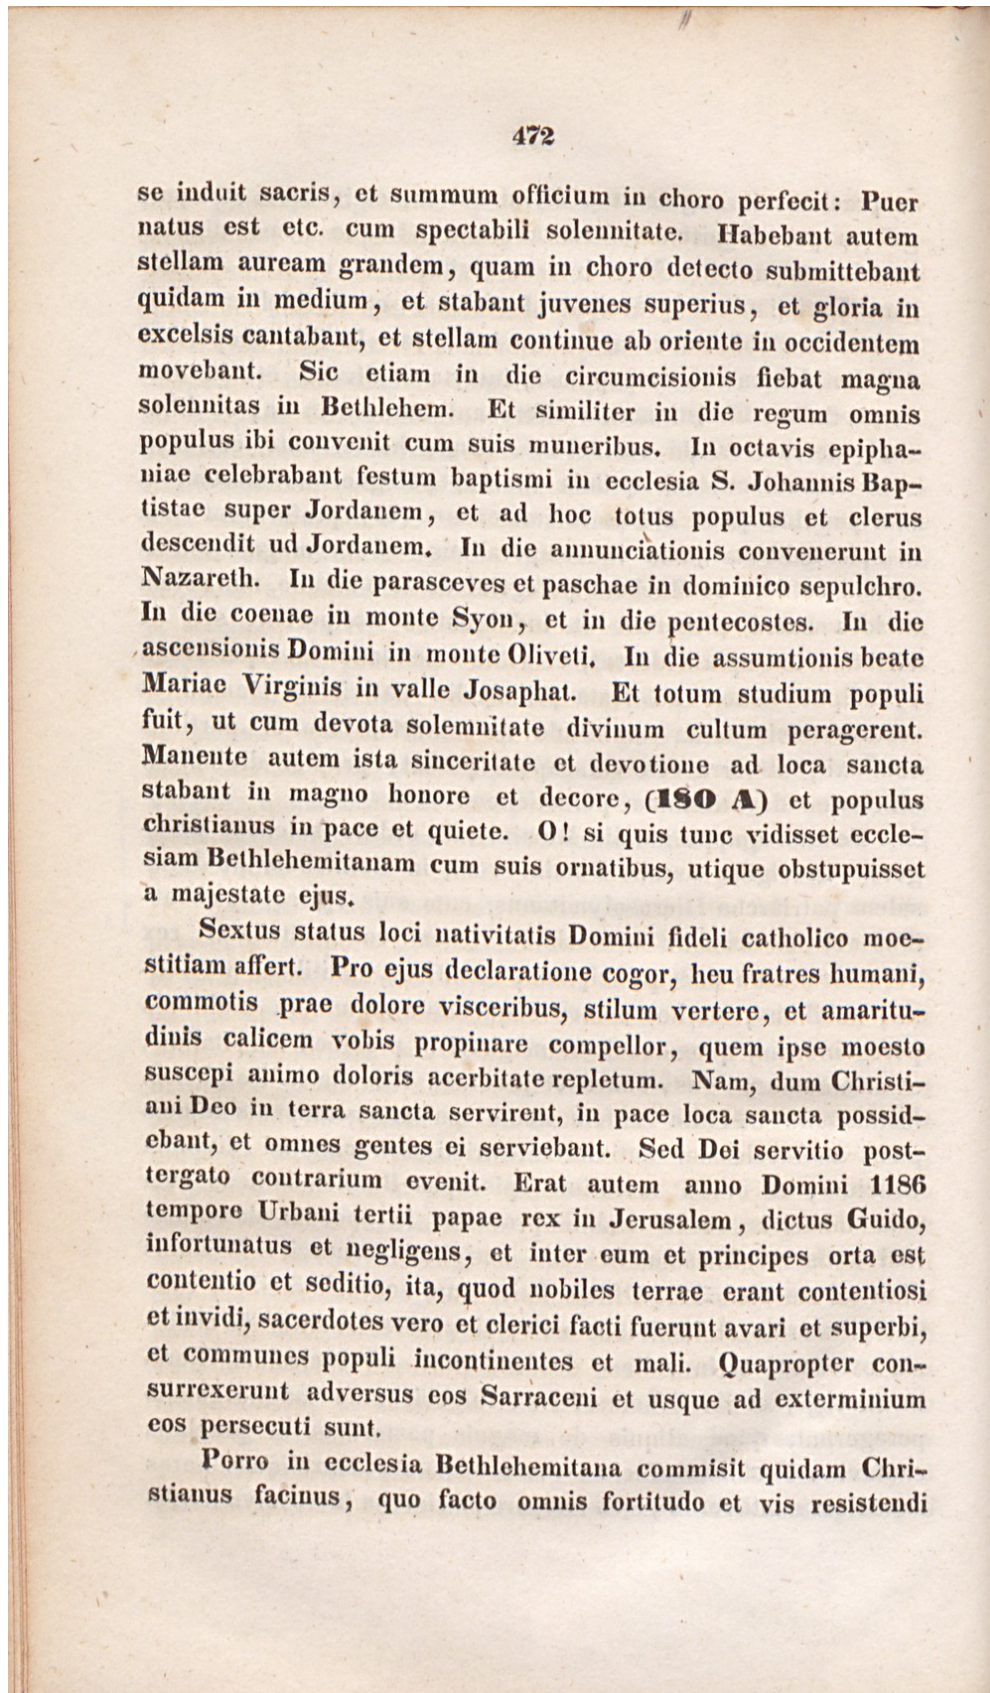 472
se induit sacris, et summum officium in choro perfecit: Puer
natus est etc. cum spectabili solennitate. Habebant autem
stellam auream grandem, quam in choro detecto submittebant
quidam in medium, et stabant juvenes superius, et gloria in
excelsis cantabant, et stellam continue ab oriente in occidentem
movebant. Sic etiam in die circumcisionis fiebat magna
solennitas in Bethlehem. Et similiter in die regum omnis
populus ibi convenit cum suis muneribus. In octavis epipha-
niae celebrabant festum baptismi in ecclesia S. Johannis Bap-
tistae super Jordanem, et ad hoc totus populus et clerus
descendit ud Jordanem. In die annunciationis convenerunt in
Nazareth. In die parasceves et paschae in dominico sepulchro.
In die coenae in monte Syon, et in die pentecostes. In die
ascensionis Domini in monte Oliveti. In die assumtionis beate
Mariae Virginis in valle Josaphat. Et totum studium populi
fuit, ut cum devota solemnitate divinum cultum peragerent.
Manente autem ista sinceritate et devotione ad loca sancta
stabant in magno honore et decore, (180 A) et populus
christianus in pace et quiete. O! si quis tunc vidisset eccle-
siam Bethlehemitanam cum suis ornatibus, utique obstupuisset
a majestate ejus.
Sextus status loci nativitatis Domini fideli catholico moe-
stitiam affert. Pro ejus declaratione cogor, heu fratres humani,
commotis prae dolore visceribus, stilum vertere, et amaritu-
dinis calicem vobis propinare compellor, quem ipse moesto
suscepi animo doloris acerbitate repletum. Nam, dum Christi-
ani Deo in terra sancta servirent, in pace loca sancta possid-
ebant, et omnes gentes ei serviebant. Sed Dei servitio post-
tergato contrarium evenit. Erat autem anno Domini 1186
tempore Urbani tertii papae rex in Jerusalem, dictus Guido,
infortunatus et negligens, et inter eum et principes orta est
contentio et seditio, ita, quod nobiles terrae erant contentiosi
et invidi, sacerdotes vero et clerici facti fuerunt avari et superbi,
et communes populi incontinentes et mali. Quapropter con-
surrexerunt adversus eos Sarraceni et usque ad exterminium
eos persecuti sunt.
Porro in ecclesia Bethlehemitana commisit quidam Chri-
stianus facinus, quo facto omnis fortitudo et vis resistendi